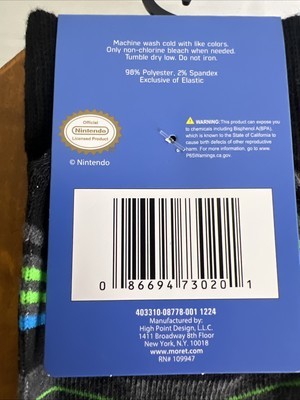 Machine wash cold with like colors.
Only non-chlorine bleach when needed.
Tumble dry low. Do not iron.
98% Polyester, 2% Spandex
Exclusive of Elastic
Official
Nintendo
Licensed Product
© Nintendo
WARNING: This product can expose you
to chemicals including Bisphenol A(BPA),
which is known to the State of California to
cause birth defects of other reproductive
harm. For more information, go to www.
P65Warnings.ca.gov.
0 86694 73020 1
403310-08778-001 1224
Manufactured by:
High Point Design, L.L.C.
1411 Broadway 8th Floor
New York, N.Y. 10018
www.moret.com
RN# 109947